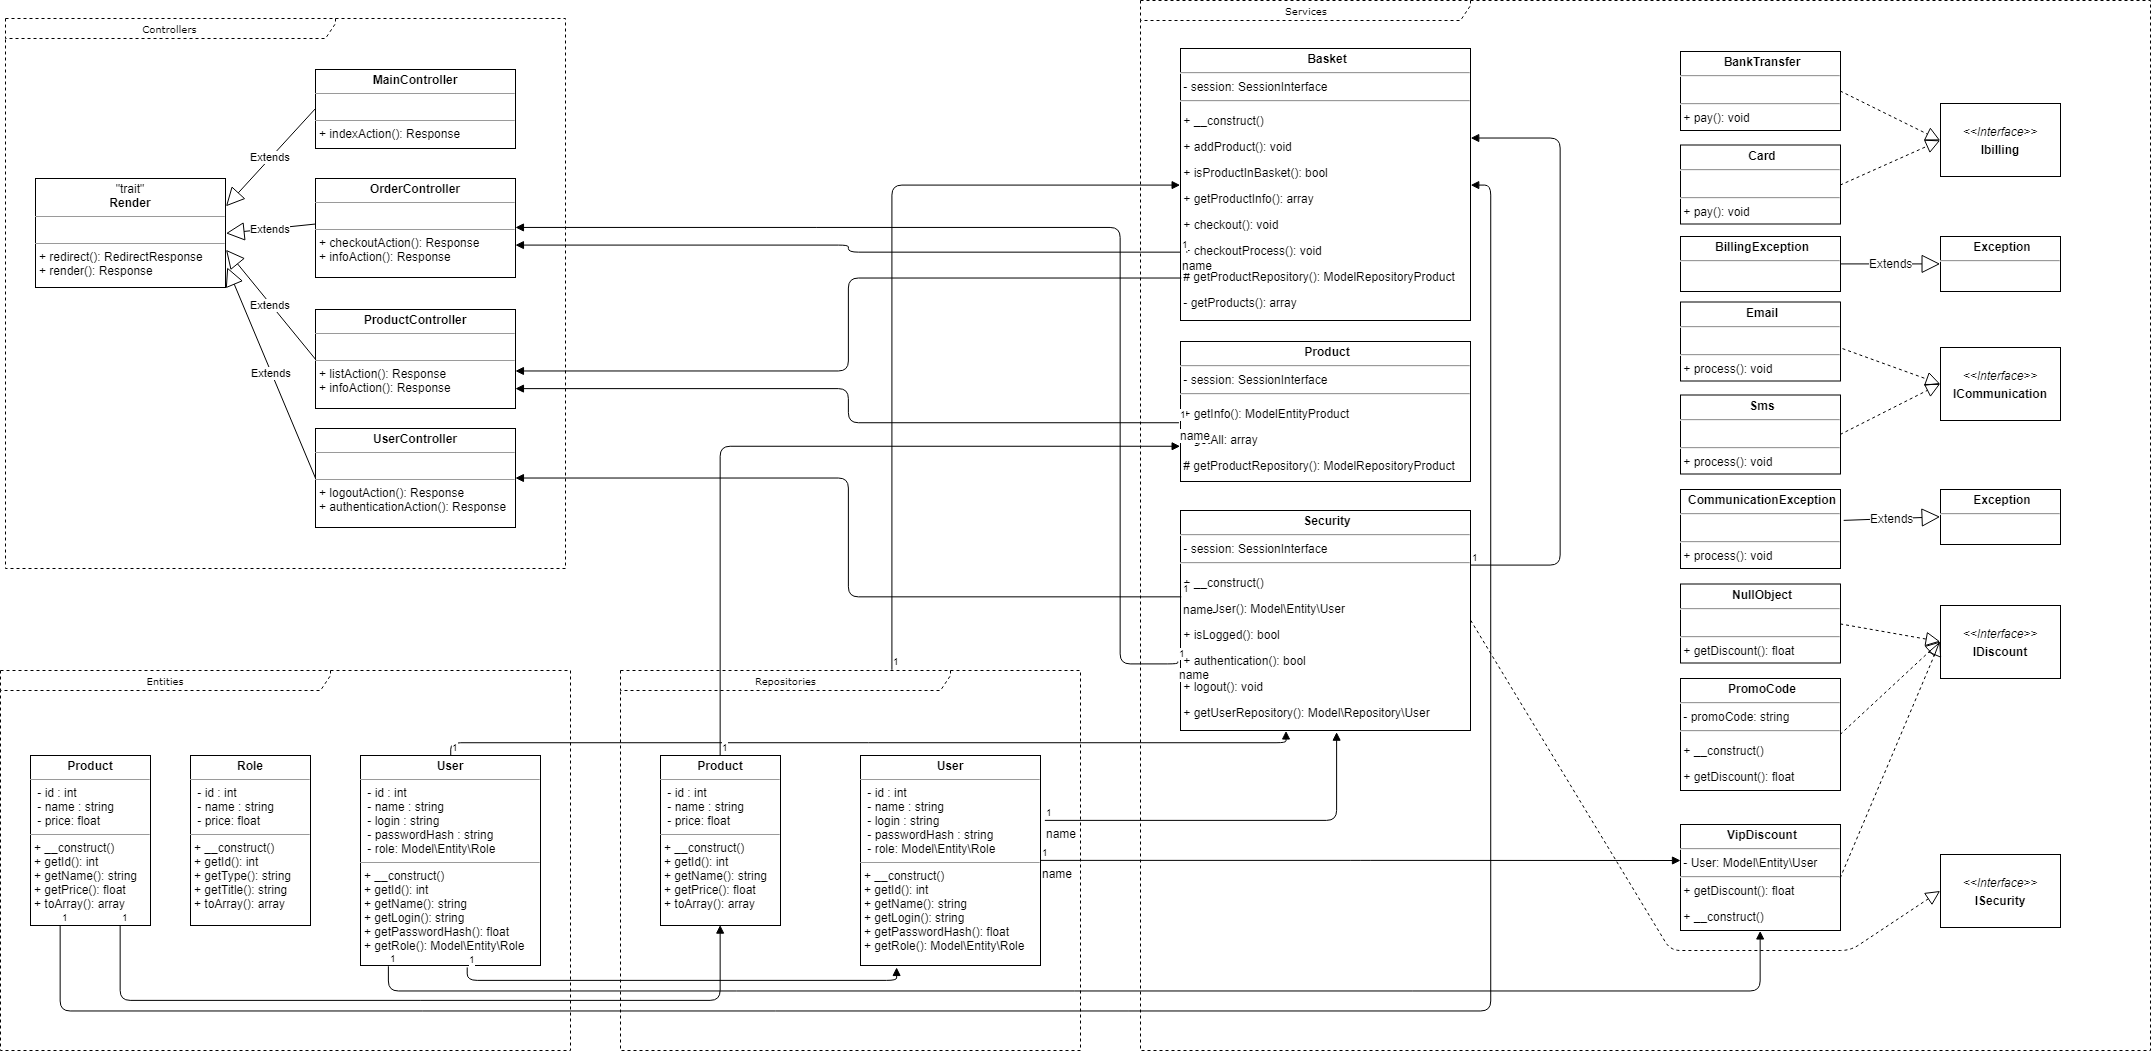 Controllers
MainController
+ indexAction(): Response
Extends
"trait"
Render
+ redirect(): RedirectResponse
+ render(): Response
OrderController
+ checkoutAction(): Response
+ infoAction(): Response
Extends
ProductController
+ listAction(): Response
+ infoAction(): Response
Extends
UserController
+ logoutAction(): Response
+ authenticationAction(): Response
Extends
Services
Basket
- session: SessionInterface
+ __construct()
+ addProduct(): void
+ isProductInBasket(): bool
+ getProductInfo(): array
+ checkout(): void
1
checkoutProcess(): void
name
# getProductRepository(): ModelRepositoryProduct
- getProducts(): array
Product
- session: SessionInterface
1
+ getInfo(): ModelEntityProduct
name
All: array
# getProductRepository(): ModelRepositoryProduct
Security
- session: SessionInterface
1
+ __construct()
1
name
User(): Model\Entity\User
+ isLogged(): bool
1
+ authentication(): bool
name
+ logout(): void
+ getUserRepository(): Model\Repository\User
BankTransfer
+ pay(): void
Card
+ pay(): void
<<Interface>>
Ibilling
BillingException
Extends
Exception
Email
+ process(): void
Sms
+ process(): void
<<Interface>>
ICommunication
CommunicationException
+ process(): void
Extends
Exception
NullObject
+ getDiscount(): float
PromoCode
- promoCode: string
+ __construct()
+ getDiscount(): float
<<Interface>>
IDiscount
VipDiscount
- User: Model\Entity\User
+ getDiscount(): float
+ __construct()
<<Interface>>
ISecurity
Entities
Product
- id : int
- name : string
- price: float
+ __construct()
+ getId(): int
+ getName(): string
+ getPrice(): float
+ toArray(): array
1
1
Role
- id : int
- name : string
- price: float
+ __construct()
+ getId(): int
+ getType(): string
+ getTitle(): string
+ toArray(): array
1
User
- id : int
- name : string
- login : string
- passwordHash : string
- role: Model\Entity\Role
+ __construct()
+ getId(): int
+ getName(): string
+ getLogin(): string
+ getPasswordHash(): float
+ getRole(): Model\Entity\Role
1
1
Repositories
1
1
Product
- id : int
- name : string
- price: float
+ __construct()
+ getId(): int
+ getName(): string
+ getPrice(): float
+ toArray(): array
User
- id : int
- name : string
- login : string
- passwordHash : string
- role: Model\Entity\Role
+ __construct()
+ getId(): int
+ getName(): string
+ getLogin(): string
+ getPasswordHash(): float
+ getRole(): Model\Entity\Role
1
name
1
name